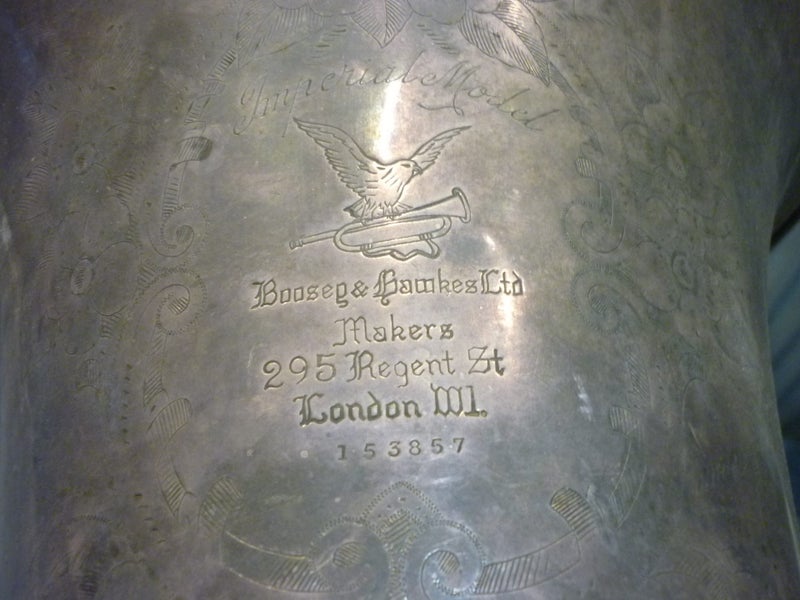 Imperial Model
Boosey & Hawkes Ltd
Makers
295 Regent St
London W1.
153857